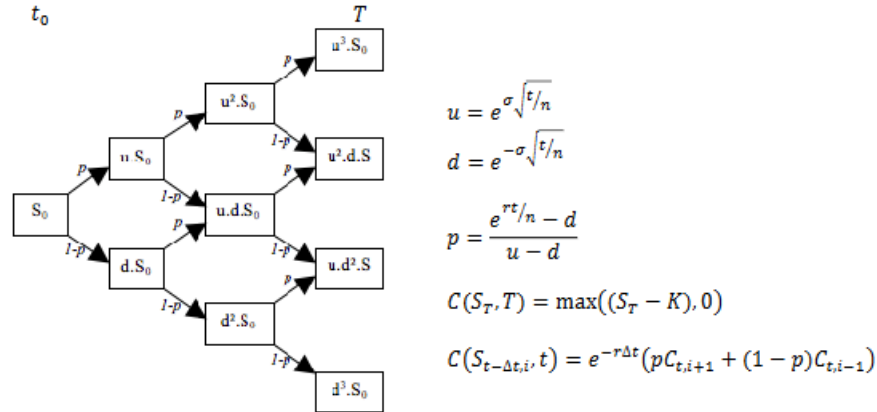 t₀ T
u³.S₀
p
u².S₀
p 1-p
u.S₀ u².d.S
p 1-p p
S₀ u.d.S₀
1-p p 1-p
d.S₀ u.d².S
1-p p
d².S₀
1-p
d³.S₀
u = e^{σ√(t/n)}
d = e^{-σ√(t/n)}
p = (e^{rt/n} − d)/(u − d)
C(S_T, T) = max((S_T − K), 0)
C(S_{t−Δt,i}, t) = e^{−rΔt}(pC_{t,i+1} + (1 − p)C_{t,i−1})